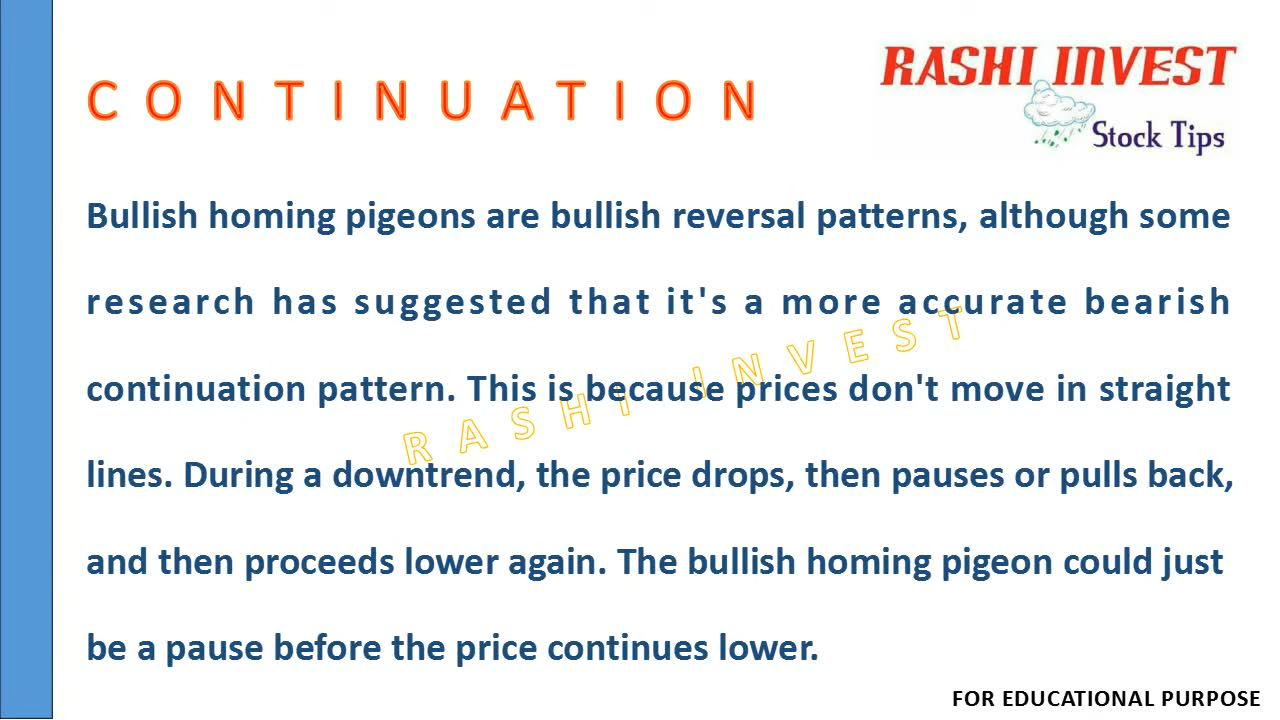 CONTINUATION
RASHI INVEST
Stock Tips
Bullish homing pigeons are bullish reversal patterns, although some
research has suggested that it's a more accurate bearish
continuation pattern. This is because prices don't move in straight
lines. During a downtrend, the price drops, then pauses or pulls back,
and then proceeds lower again. The bullish homing pigeon could just
be a pause before the price continues lower.
RASHI INVEST
FOR EDUCATIONAL PURPOSE